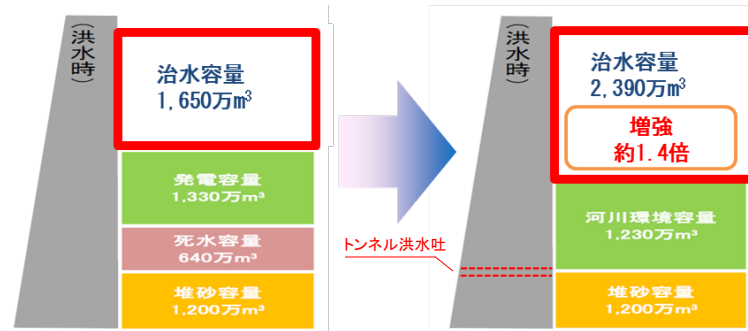 (洪水時)
治水容量
1,650万m³
発電容量
1,330万m³
死水容量
640万m³
堆砂容量
1,200万m³
(洪水時)
治水容量
2,390万m³
増強
約1.4倍
トンネル洪水吐
河川環境容量
1,230万m³
堆砂容量
1,200万m³